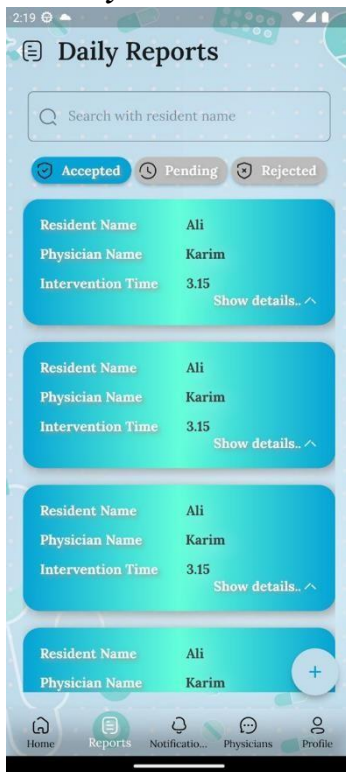 2:19
Daily Reports
Search with resident name
Accepted Pending Rejected
Resident Name Ali
Physician Name Karim
Intervention Time 3.15
Show details..
Resident Name Ali
Physician Name Karim
Intervention Time 3.15
Show details..
Resident Name Ali
Physician Name Karim
Intervention Time 3.15
Show details..
Resident Name Ali
Physician Name Karim
+
Home Reports Notificatio... Physicians Profile